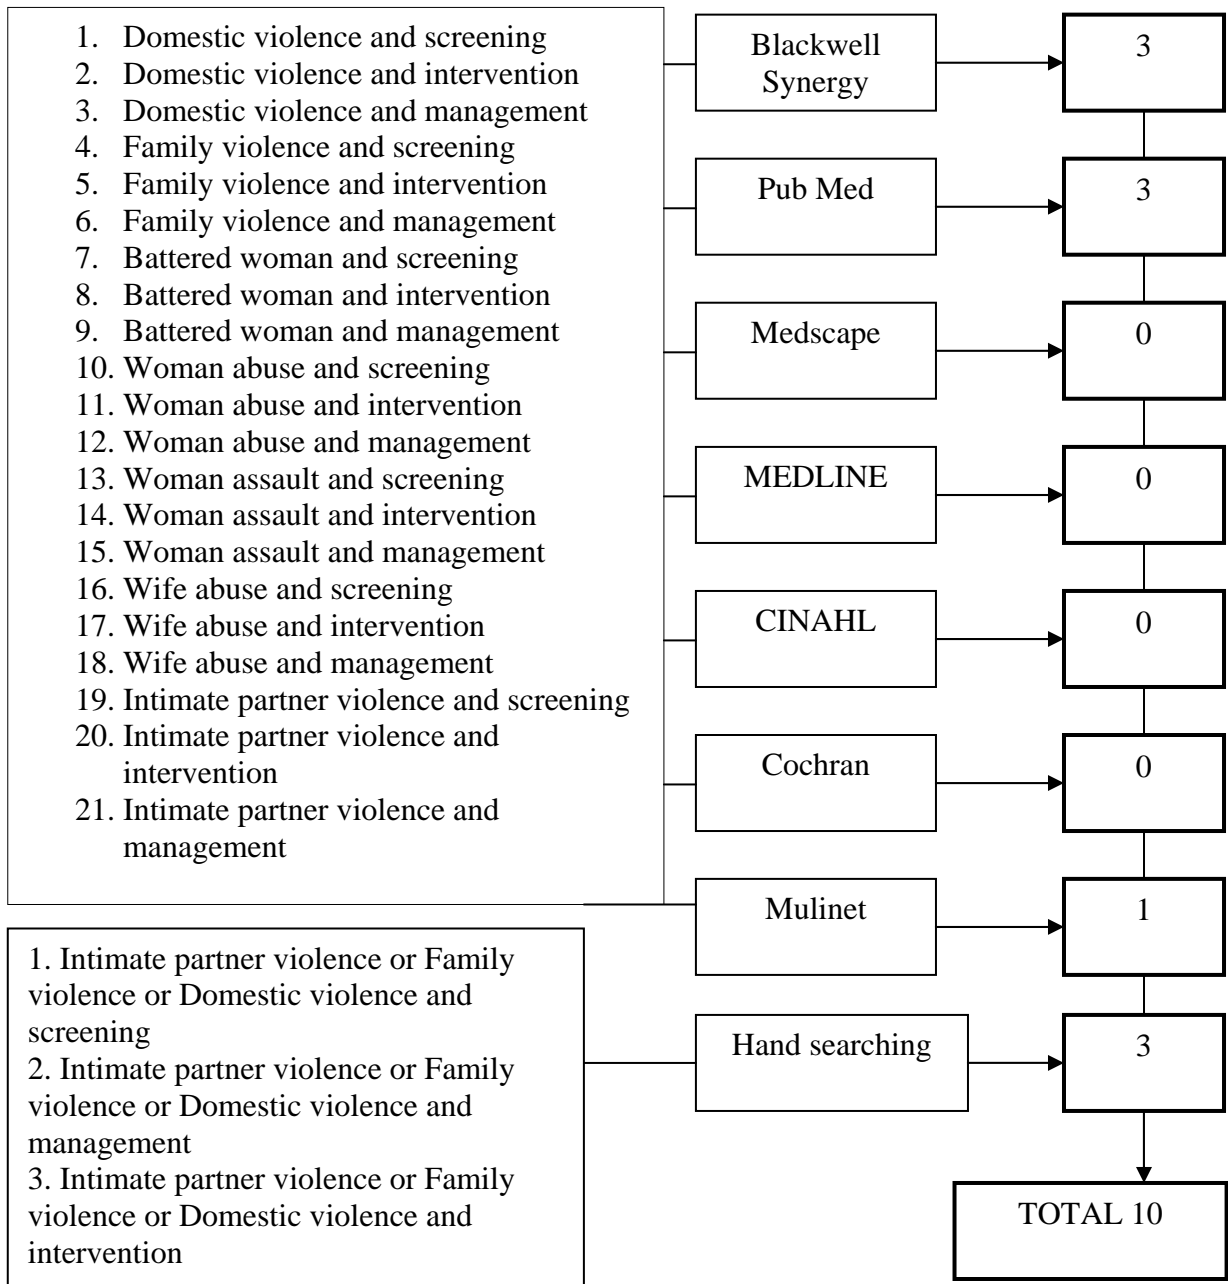 1. Domestic violence and screening
2. Domestic violence and intervention
3. Domestic violence and management
4. Family violence and screening
5. Family violence and intervention
6. Family violence and management
7. Battered woman and screening
8. Battered woman and intervention
9. Battered woman and management
10. Woman abuse and screening
11. Woman abuse and intervention
12. Woman abuse and management
13. Woman assault and screening
14. Woman assault and intervention
15. Woman assault and management
16. Wife abuse and screening
17. Wife abuse and intervention
18. Wife abuse and management
19. Intimate partner violence and screening
20. Intimate partner violence and
intervention
21. Intimate partner violence and
management
1. Intimate partner violence or Family
violence or Domestic violence and
screening
2. Intimate partner violence or Family
violence or Domestic violence and
management
3. Intimate partner violence or Family
violence or Domestic violence and
intervention
Blackwell
Synergy
3
Pub Med
3
Medscape
0
MEDLINE
0
CINAHL
0
Cochran
0
Mulinet
1
Hand searching
3
TOTAL 10